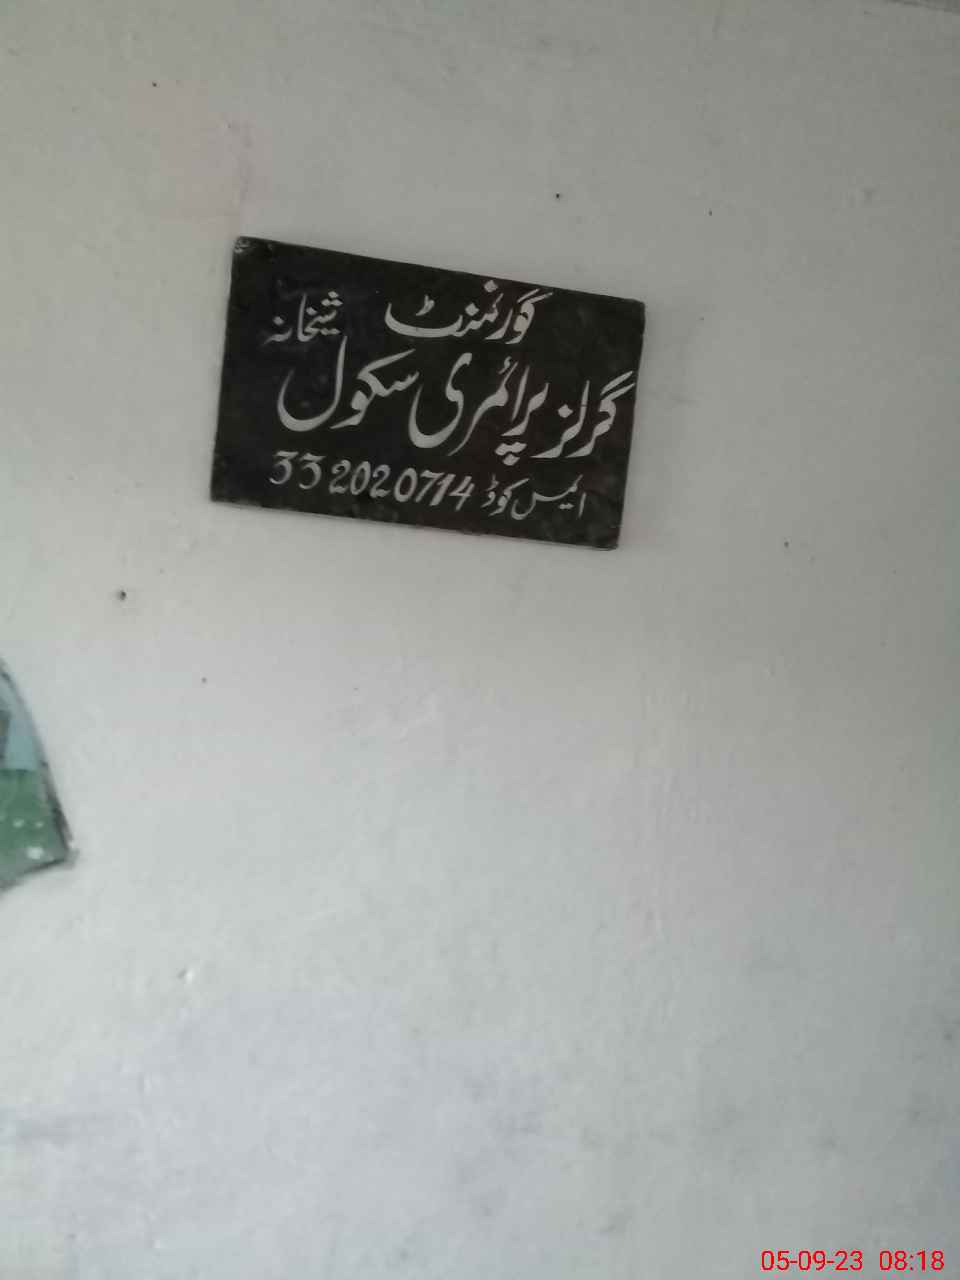 گورنمنٹ
گرلز پرائمری سکول شیخانہ
ایمس کوڈ 332020714
05-09-23 08:18